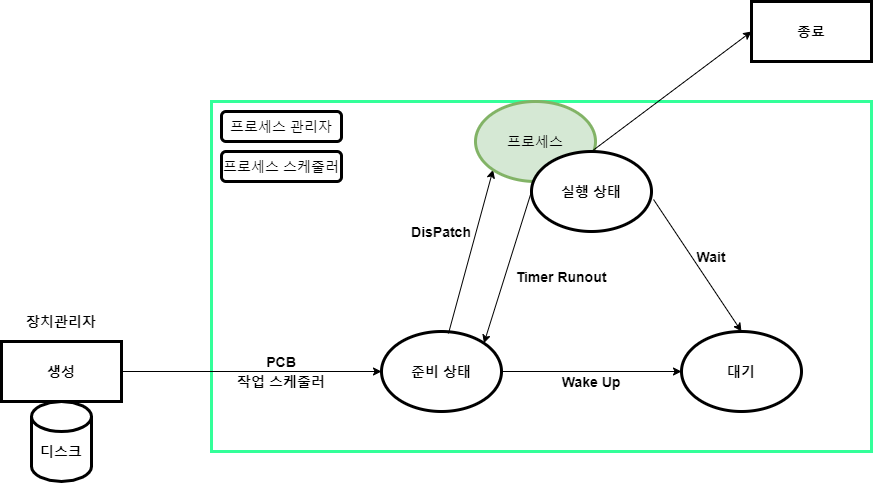 종료
프로세스 관리자
프로세스
프로세스 스케줄러
실행 상태
DisPatch
Wait
Timer Runout
장치관리자
생성
PCB
작업 스케줄러
준비 상태
Wake Up
대기
디스크